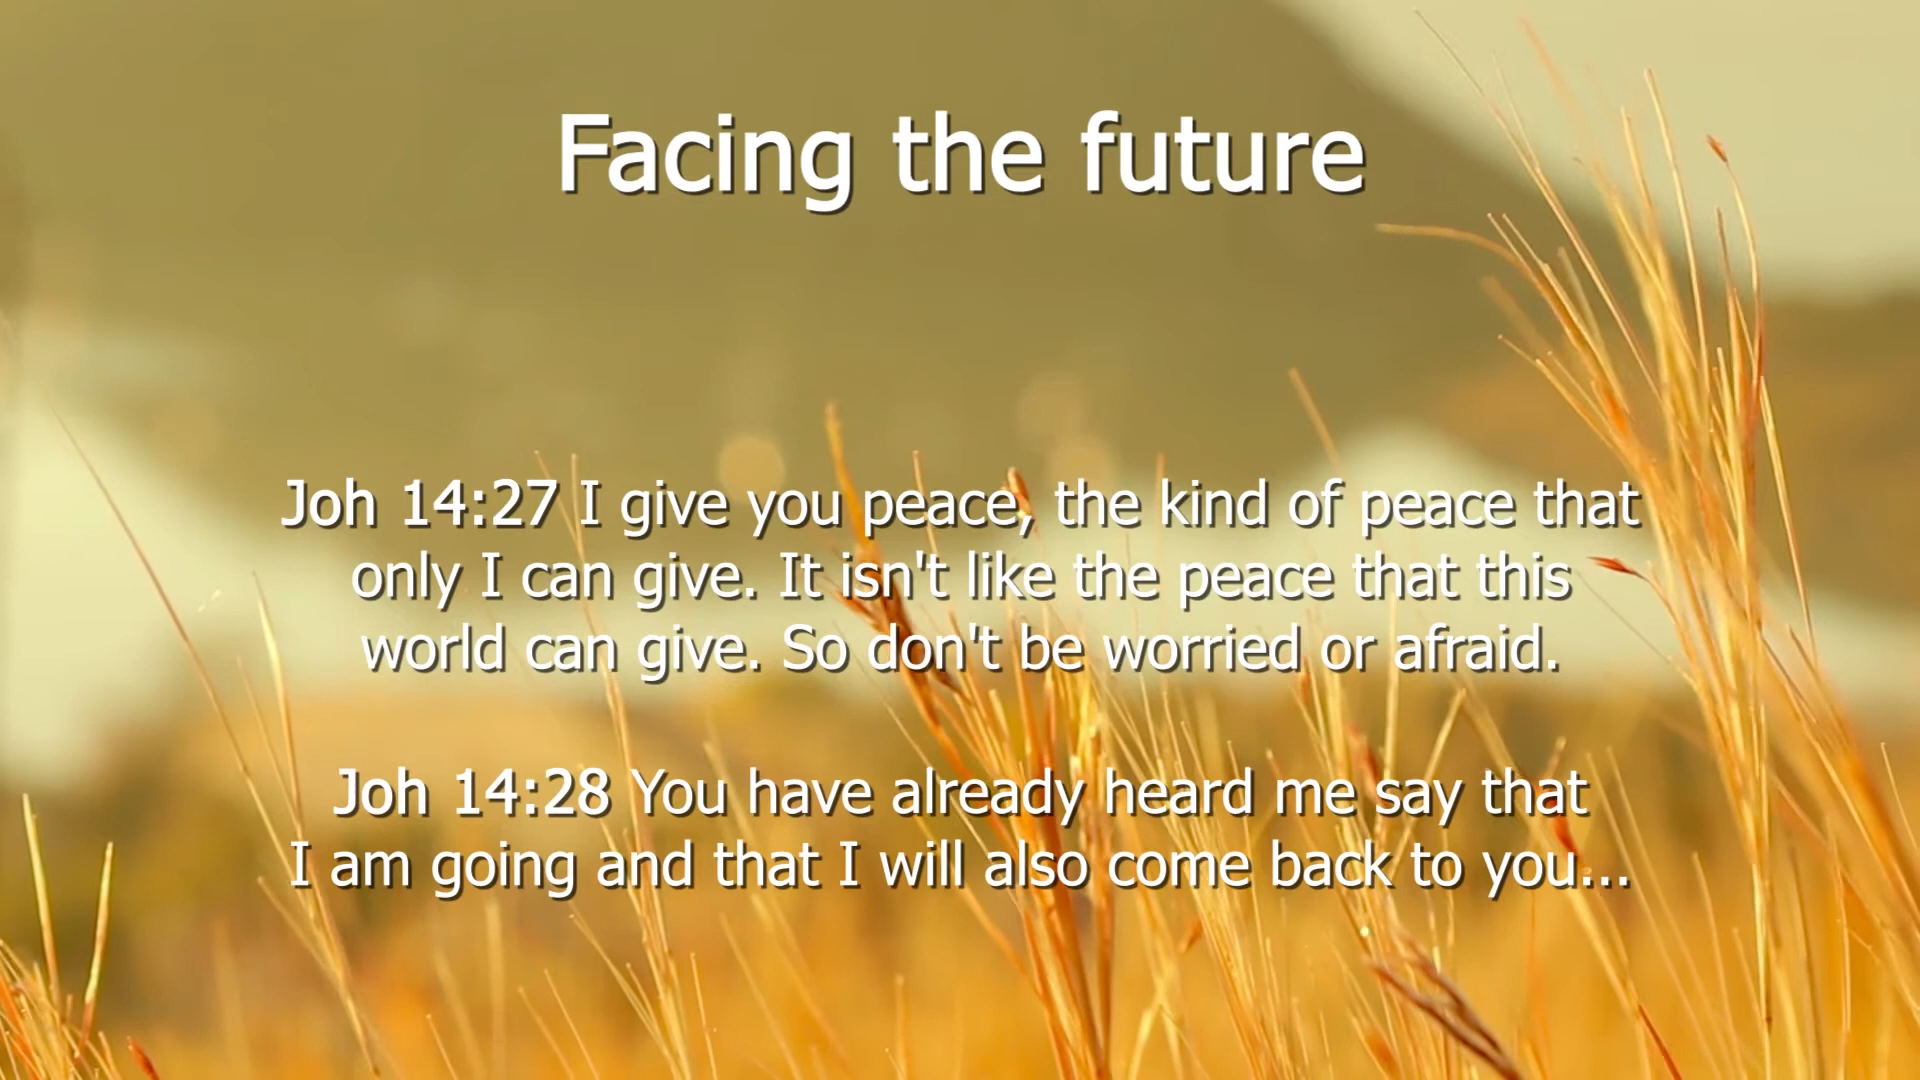 Facing the future
Joh 14:27 I give you peace, the kind of peace that
only I can give. It isn't like the peace that this
world can give. So don't be worried or afraid.
Joh 14:28 You have already heard me say that
I am going and that I will also come back to you...